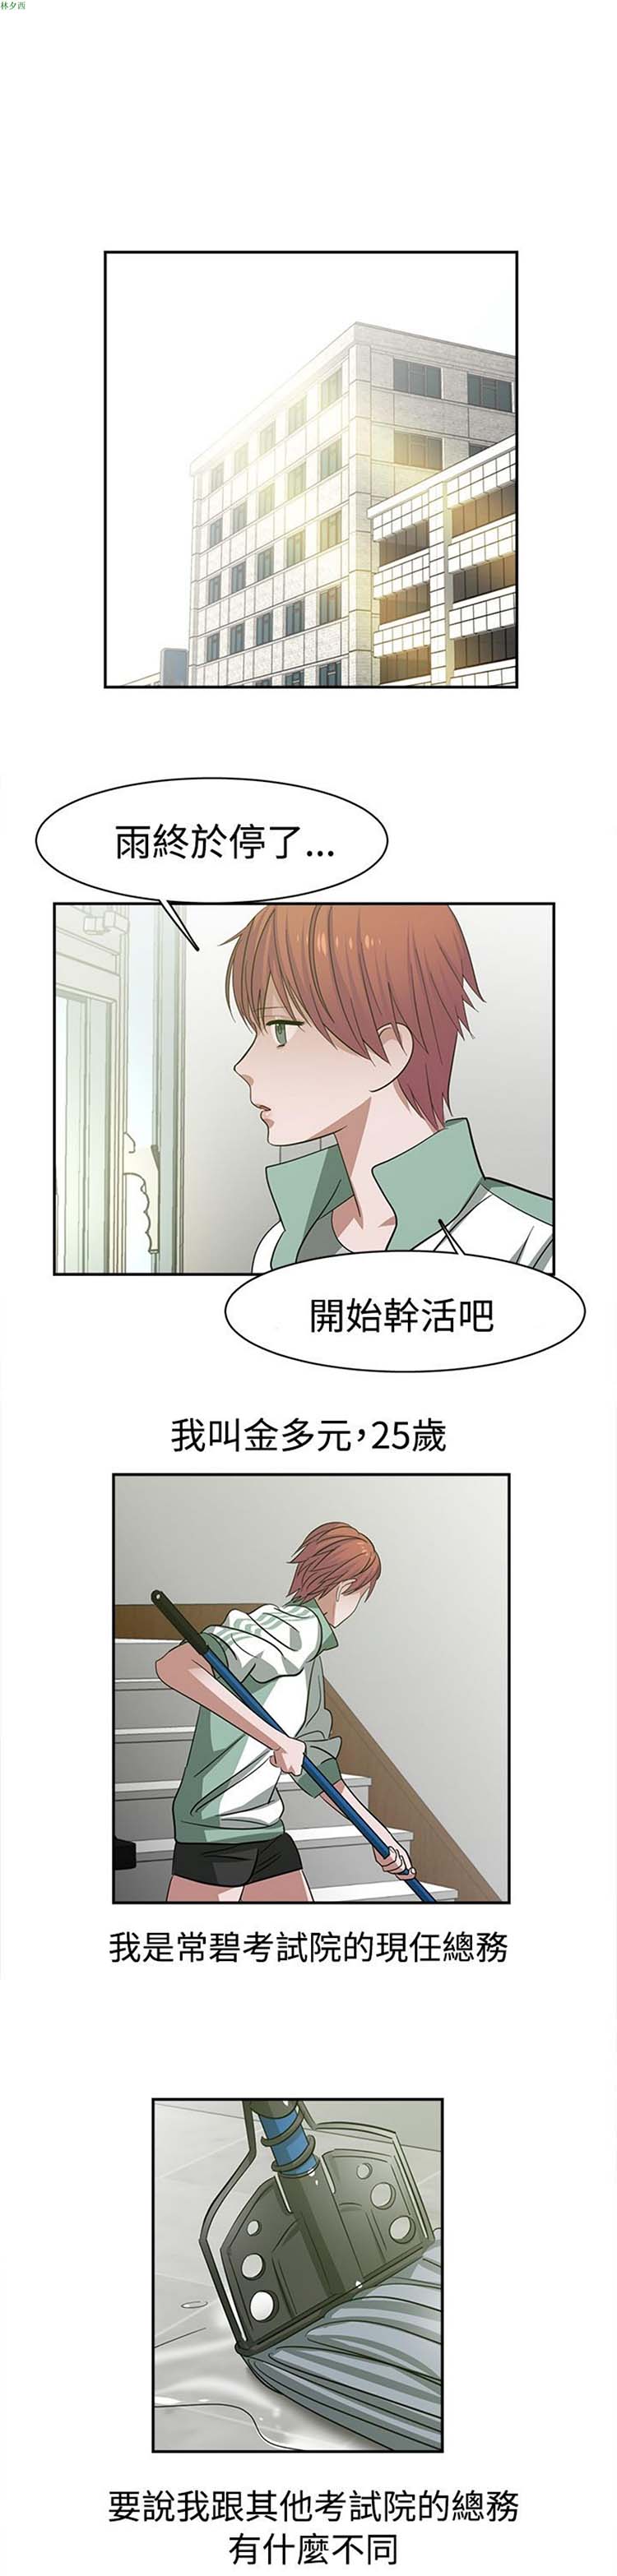 林夕西
雨終於停了...
開始幹活吧
我叫金多元，25歲
我是常碧考試院的現任總務
要說我跟其他考試院的總務
有什麼不同